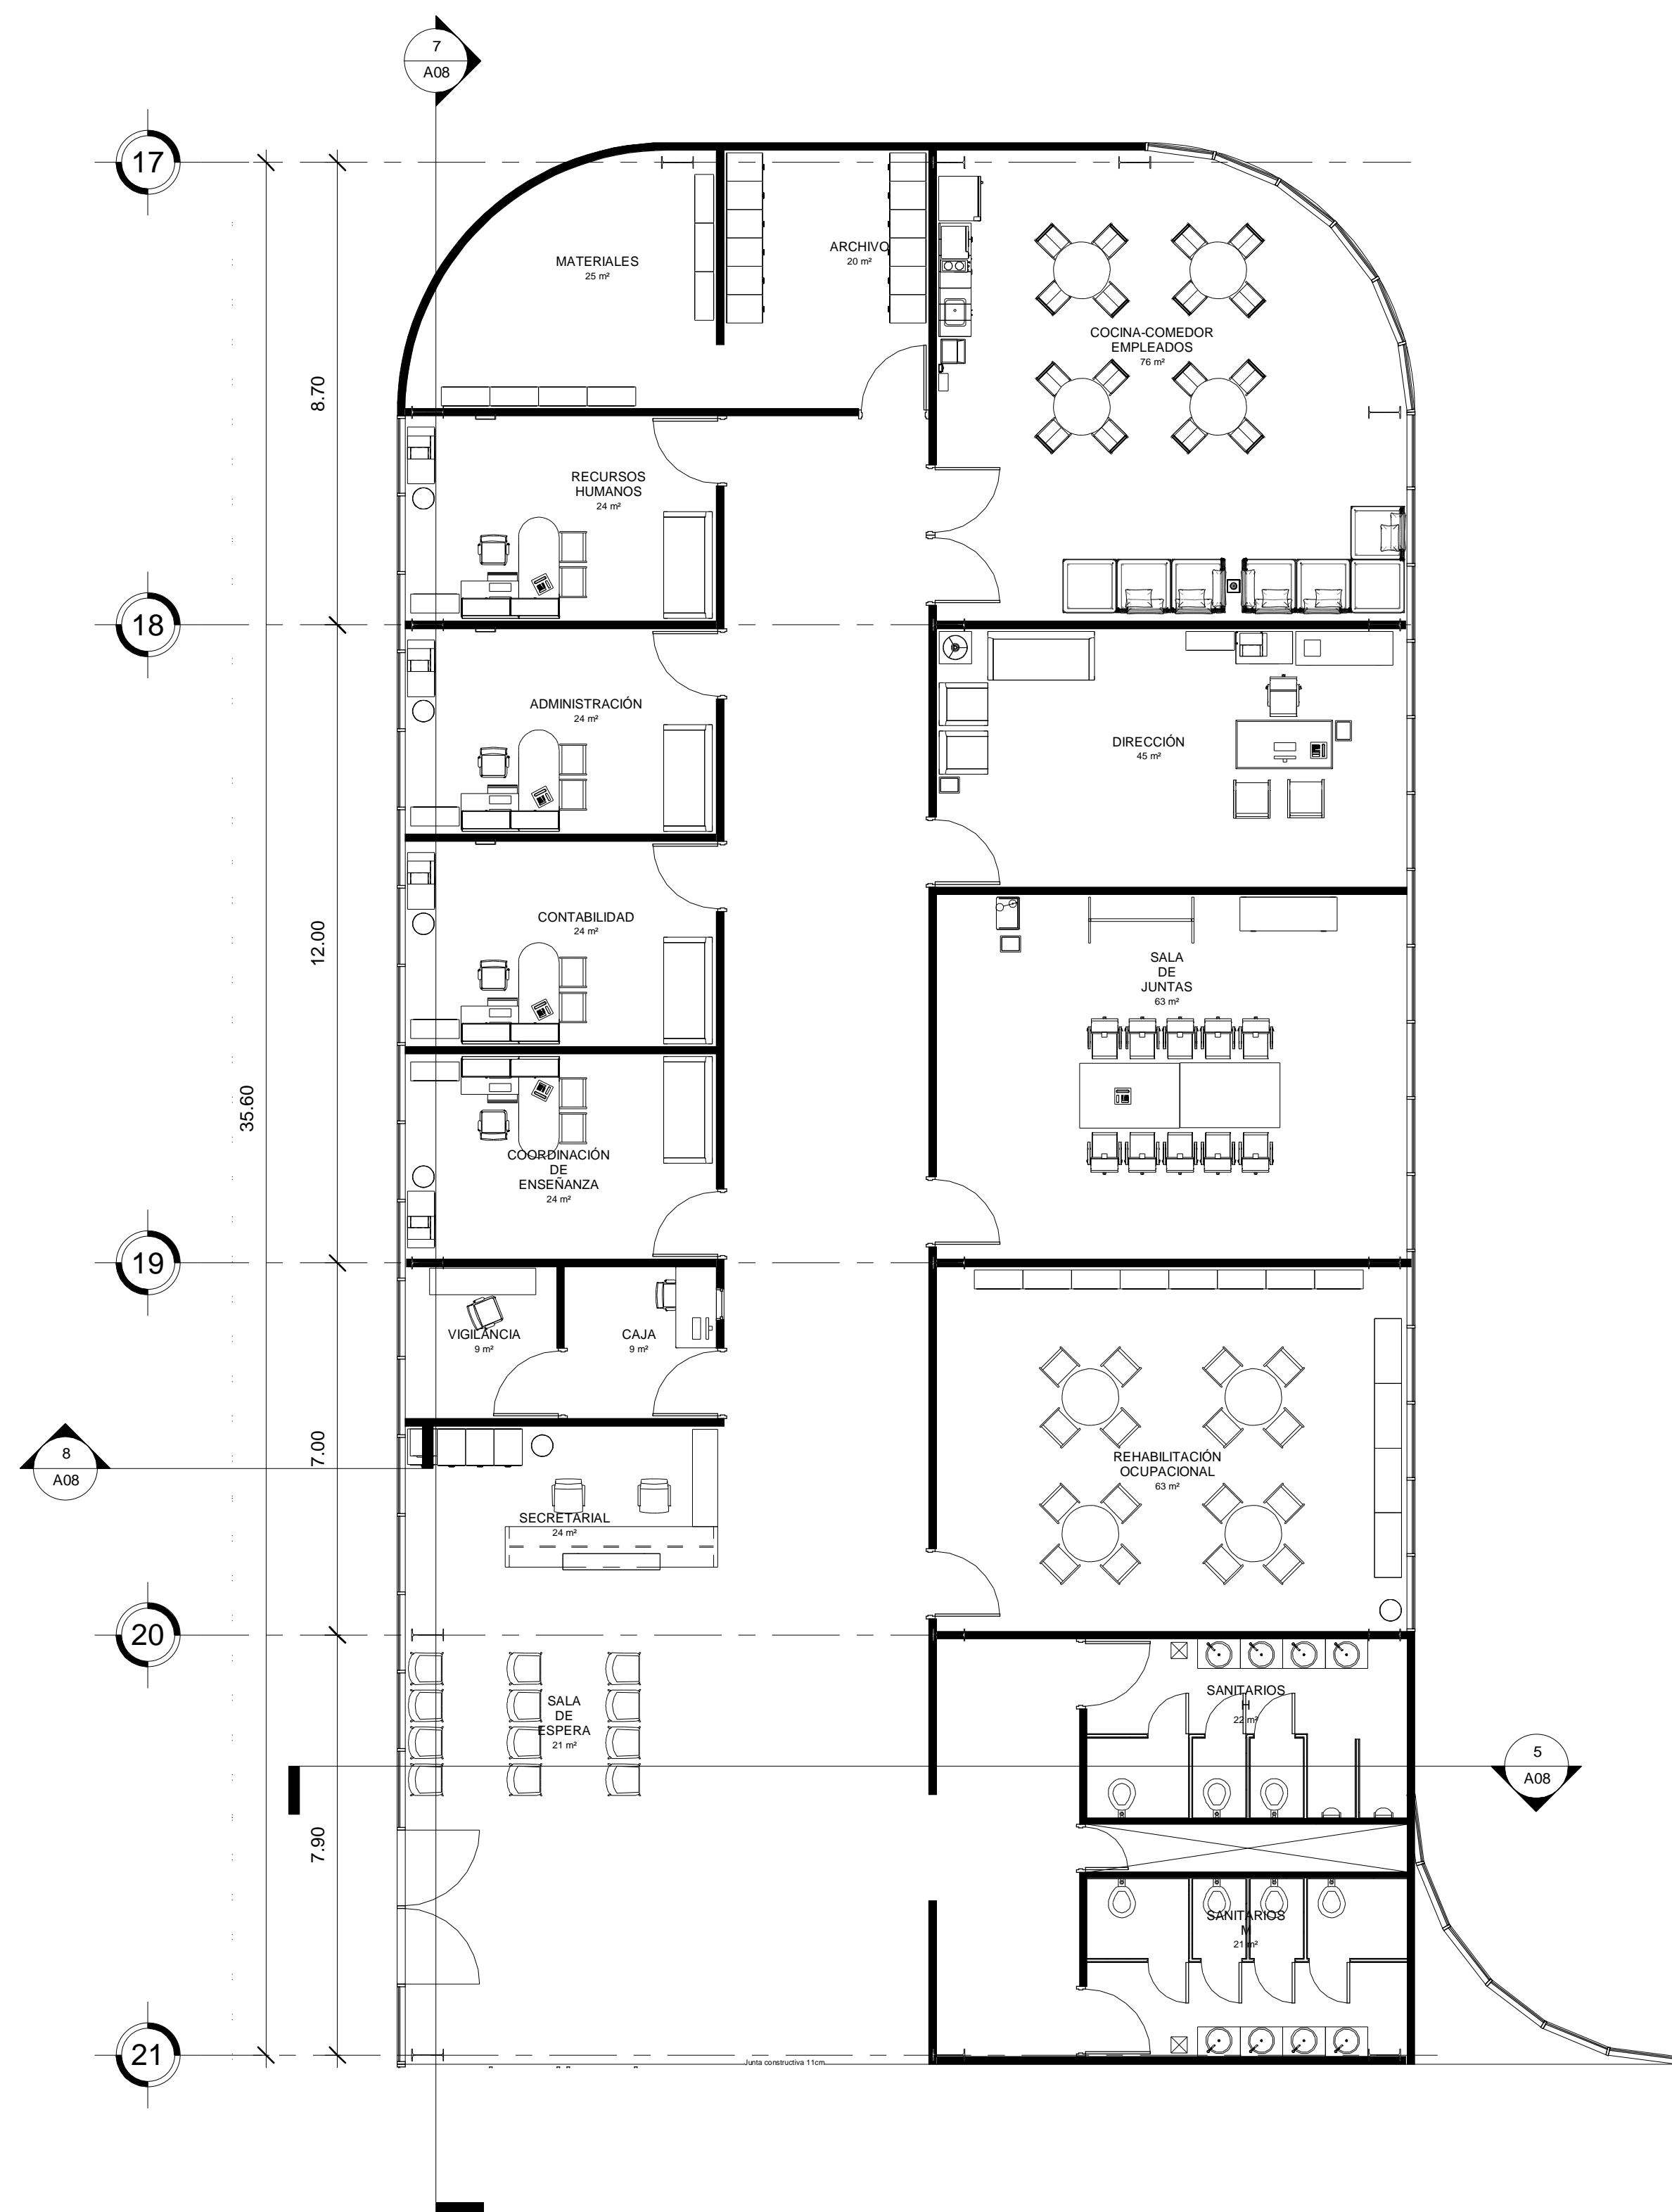 7
A08
17
MATERIALES
25 m²
ARCHIVO
20 m²
COCINA-COMEDOR
EMPLEADOS
76 m²
8.70
RECURSOS
HUMANOS
24 m²
18
ADMINISTRACIÓN
24 m²
DIRECCIÓN
45 m²
12.00
CONTABILIDAD
24 m²
SALA
DE
JUNTAS
63 m²
35.60
COORDINACIÓN
DE
ENSEÑANZA
24 m²
19
VIGILANCIA
9 m²
CAJA
9 m²
8
A08
7.00
REHABILITACIÓN
OCUPACIONAL
63 m²
SECRETARIAL
24 m²
20
SANITARIOS
H
22 m²
SALA
DE
ESPERA
21 m²
5
A08
7.90
SANITARIOS
M
21 m²
21
Junta constructiva 11cm